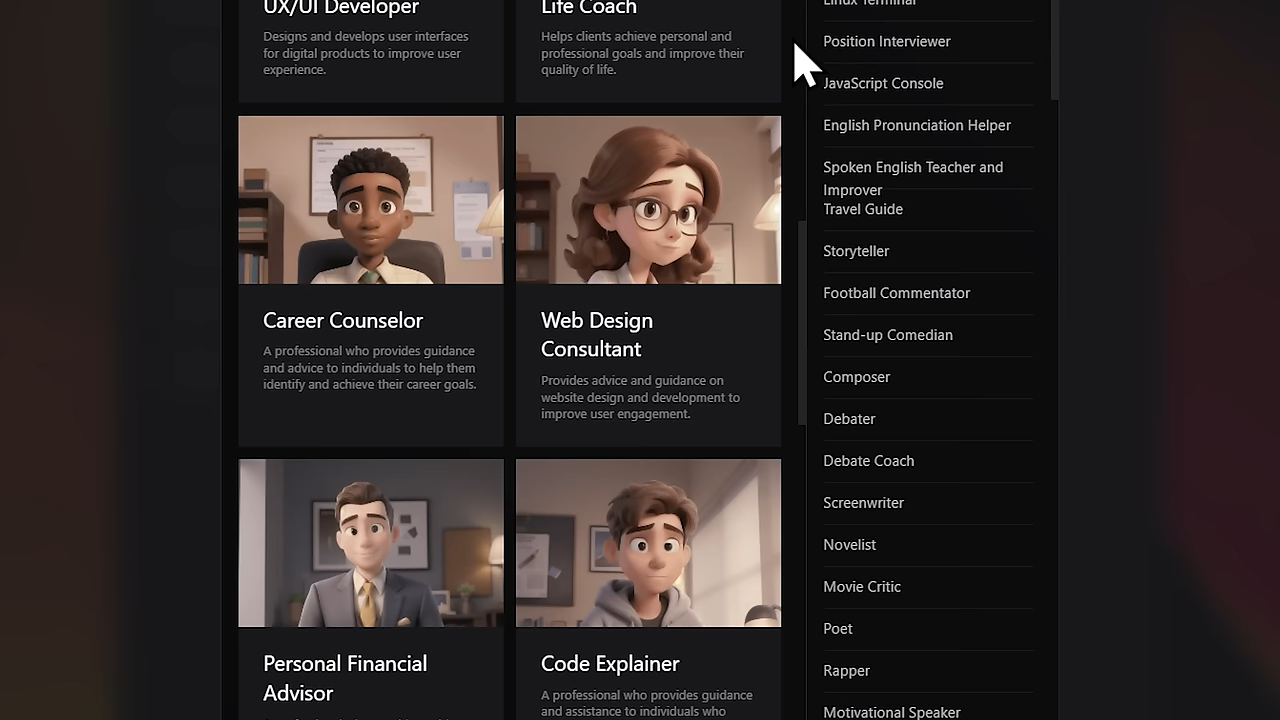 UX/UI Developer
Designs and develops user interfaces
for digital products to improve user
experience.
Life Coach
Helps clients achieve personal and
professional goals and improve their
quality of life.
Career Counselor
A professional who provides guidance
and advice to individuals to help them
identify and achieve their career goals.
Web Design
Consultant
Provides advice and guidance on
website design and development to
improve user engagement.
Personal Financial
Advisor
Code Explainer
A professional who provides guidance
and assistance to individuals who
Linux Terminal
Position Interviewer
JavaScript Console
English Pronunciation Helper
Spoken English Teacher and
Improver
Travel Guide
Storyteller
Football Commentator
Stand-up Comedian
Composer
Debater
Debate Coach
Screenwriter
Novelist
Movie Critic
Poet
Rapper
Motivational Speaker